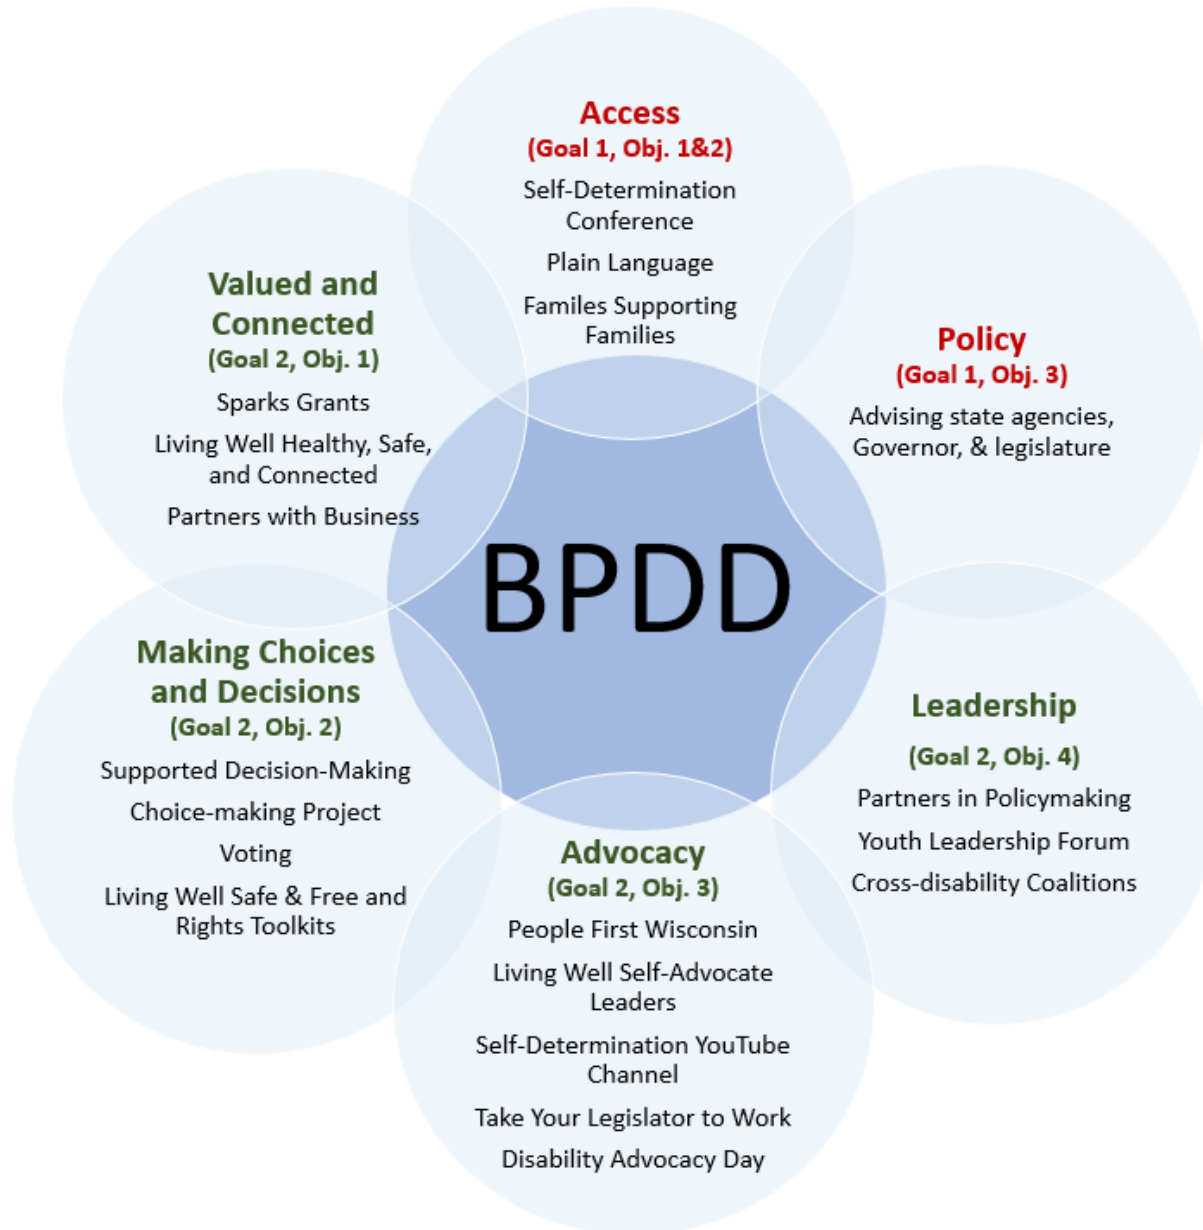 Access
(Goal 1, Obj. 1&2)
Self-Determination
Conference
Plain Language
Familes Supporting
Families
Policy
(Goal 1, Obj. 3)
Advising state agencies,
Governor, & legislature
Leadership
(Goal 2, Obj. 4)
Partners in Policymaking
Youth Leadership Forum
Cross-disability Coalitions
Advocacy
(Goal 2, Obj. 3)
People First Wisconsin
Living Well Self-Advocate
Leaders
Self-Determination YouTube
Channel
Take Your Legislator to Work
Disability Advocacy Day
Making Choices
and Decisions
(Goal 2, Obj. 2)
Supported Decision-Making
Choice-making Project
Voting
Living Well Safe & Free and
Rights Toolkits
Valued and
Connected
(Goal 2, Obj. 1)
Sparks Grants
Living Well Healthy, Safe,
and Connected
Partners with Business
BPDD